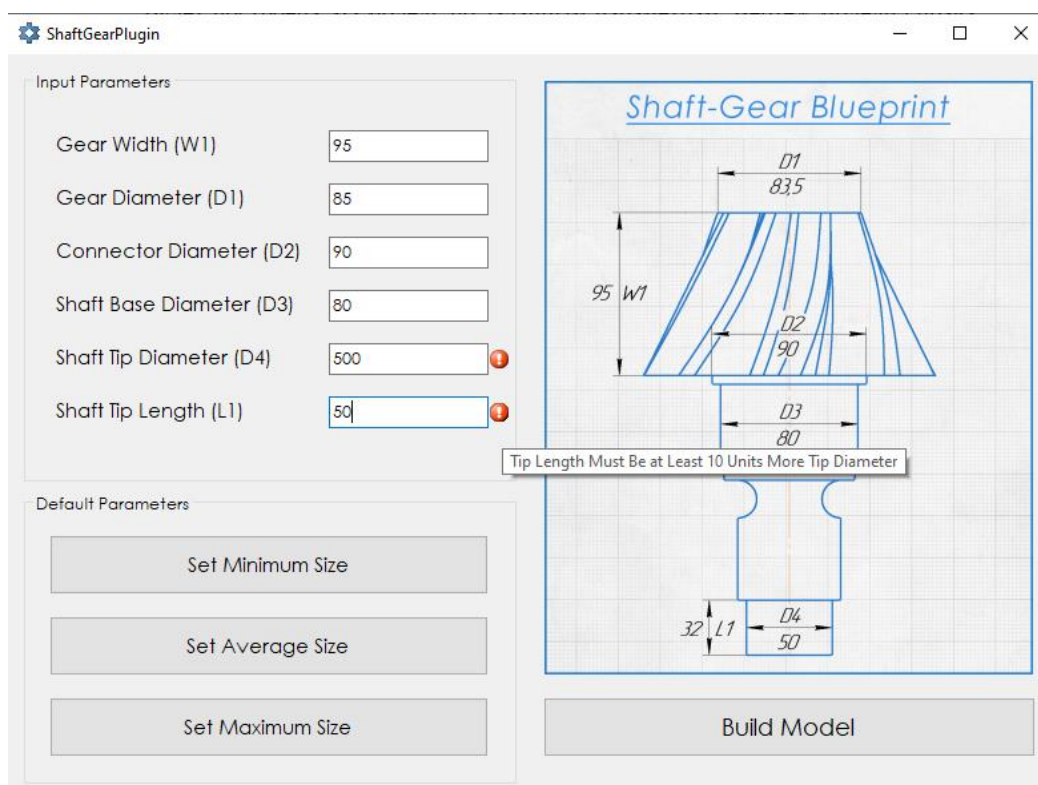 ShaftGearPlugin
Input Parameters
Gear Width (W1) 95
Gear Diameter (D1) 85
Connector Diameter (D2) 90
Shaft Base Diameter (D3) 80
Shaft Tip Diameter (D4) 500
Shaft Tip Length (L1) 50
Tip Length Must Be at Least 10 Units More Tip Diameter
Default Parameters
Set Minimum Size
Set Average Size
Set Maximum Size
Shaft-Gear Blueprint
D1
83,5
95 W1
D2
90
D3
80
32 L1
D4
50
Build Model